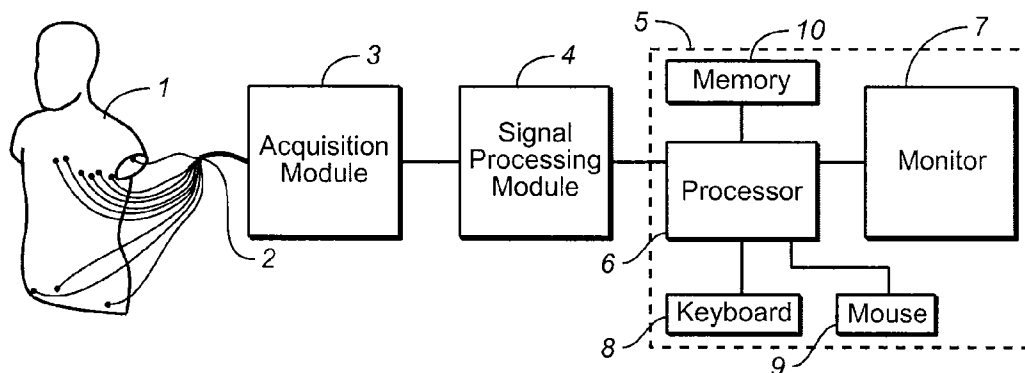 5
10
7
3
4
1
Memory
Acquisition
Module
Signal
Processing
Module
Processor
Monitor
2
6
Keyboard
Mouse
8
9